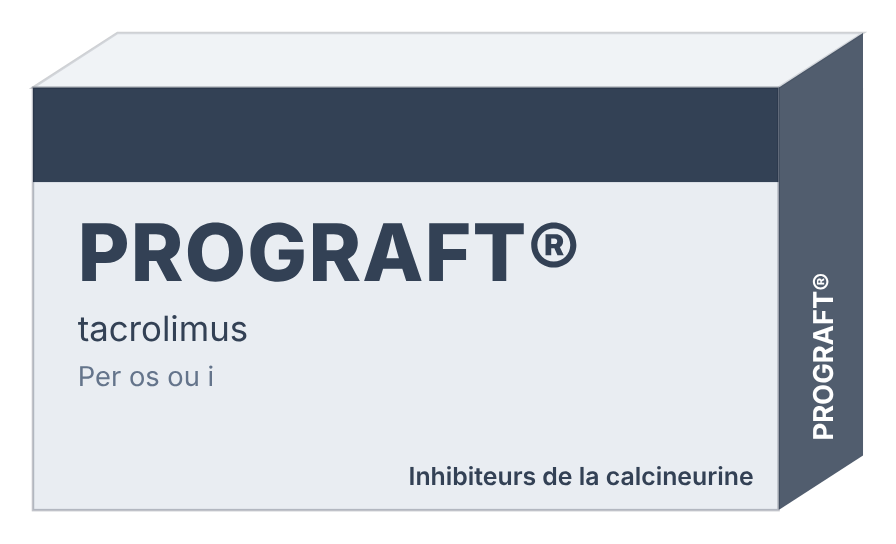 PROGRAFT®
tacrolimus
Per os ou i
Inhibiteurs de la calcineurine
PROGRAFT®